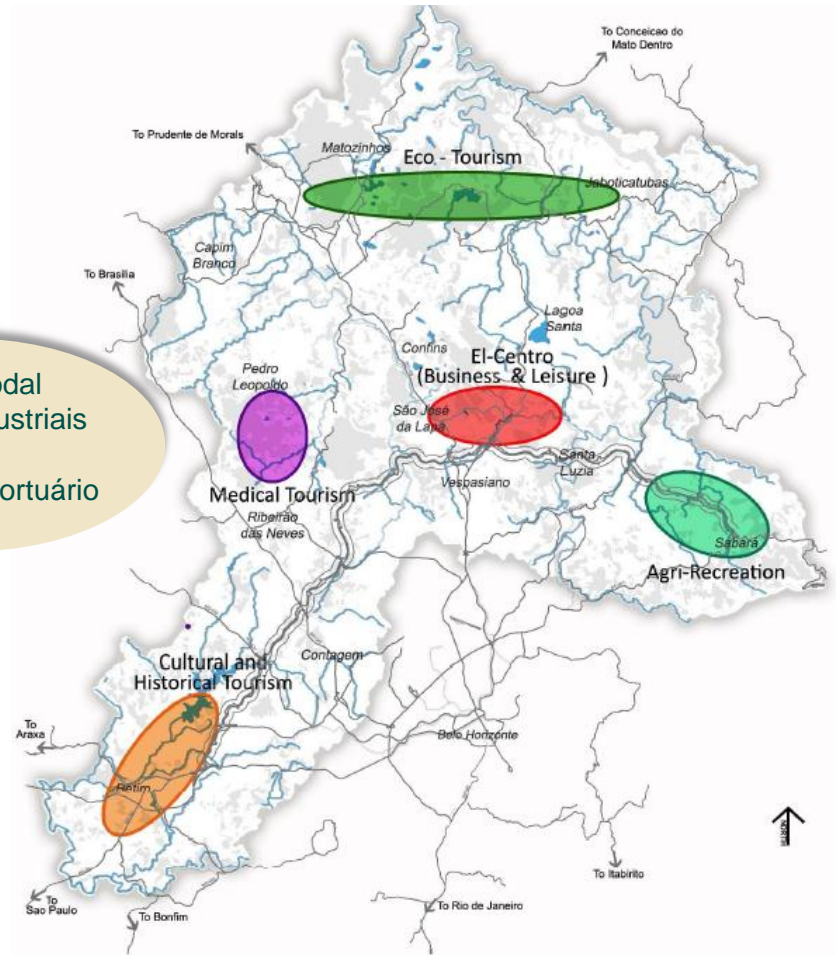 To Conceicao do
Mato Dentro
To Prudente de Morals
Matozinhos
Eco - Tourism
Jaboticatubas
Capim
Branco
To Brasilia
Lagoa
Santa
Confins
El-Centro
(Business & Leisure )
Pedro
Leopoldo
São José
da Lapa
odal
ustriais
ortuário
Santa
Luzia
Vespasiano
Medical Tourism
Ribeirão
das Neves
Sabará
Agri-Recreation
Contagem
Cultural and
Historical Tourism
To
Araxa
Belo Horizonte
Betim
NORTH
To Itabirito
To
Sao Paulo
To Bonfim
To Rio de Janeiro